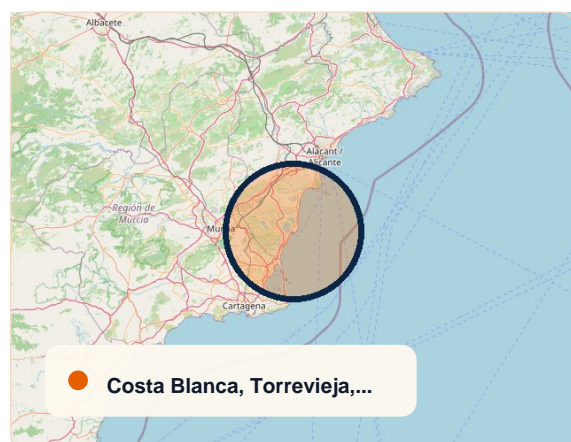 Albacete
Alacant /
Alicante
Región de
Murcia
Murcia
Cartagena
Costa Blanca, Torrevieja,...